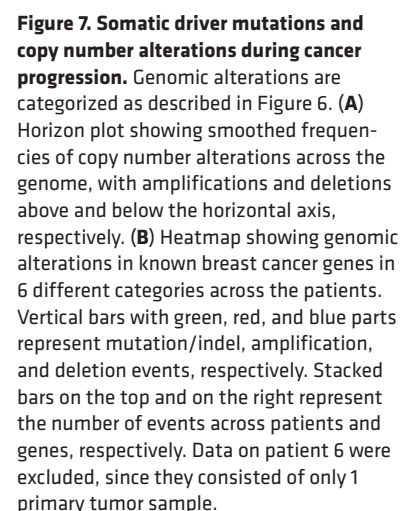 Figure 7. Somatic driver mutations and
copy number alterations during cancer
progression. Genomic alterations are
categorized as described in Figure 6. (A)
Horizon plot showing smoothed frequen-
cies of copy number alterations across the
genome, with amplifications and deletions
above and below the horizontal axis,
respectively. (B) Heatmap showing genomic
alterations in known breast cancer genes in
6 different categories across the patients.
Vertical bars with green, red, and blue parts
represent mutation/indel, amplification,
and deletion events, respectively. Stacked
bars on the top and on the right represent
the number of events across patients and
genes, respectively. Data on patient 6 were
excluded, since they consisted of only 1
primary tumor sample.